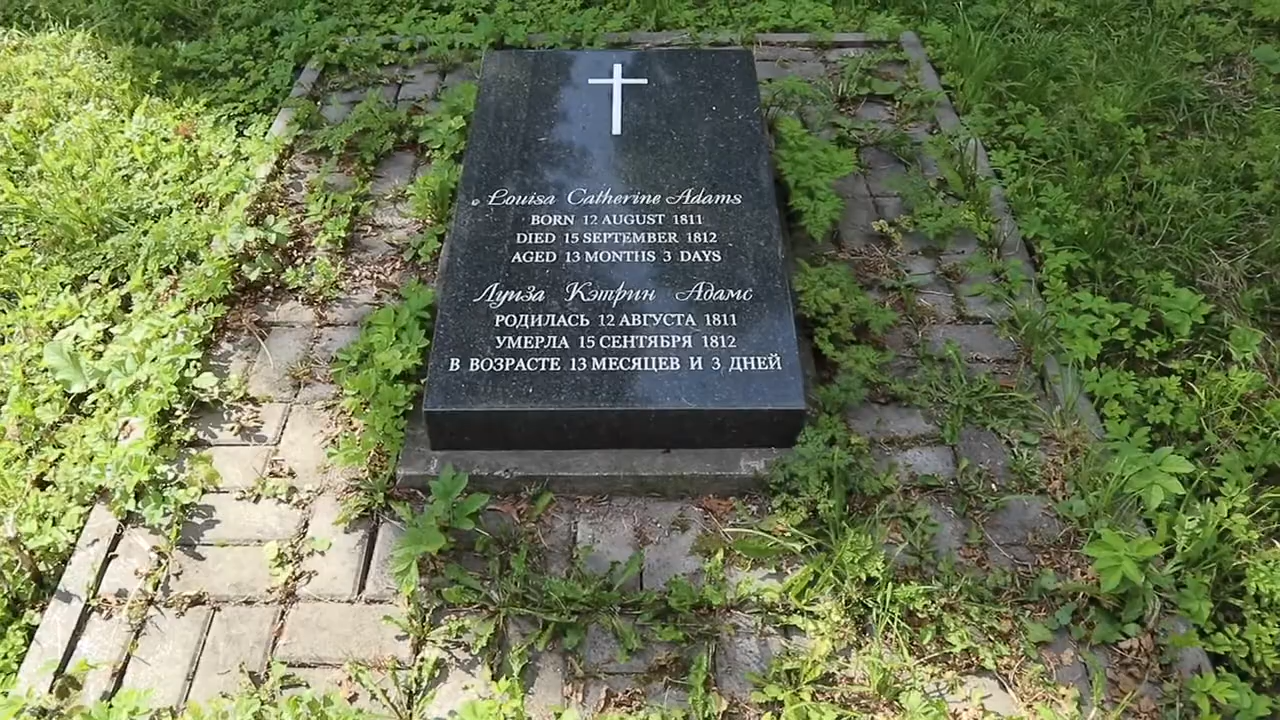 Louisa Catherine Adams
BORN 12 AUGUST 1811
DIED 15 SEPTEMBER 1812
AGED 13 MONTHS 3 DAYS
Луиза Кэтрин Адамс
РОДИЛАСЬ 12 АВГУСТА 1811
УМЕРЛА 15 СЕНТЯБРЯ 1812
В ВОЗРАСТЕ 13 МЕСЯЦЕВ И 3 ДНЕЙ